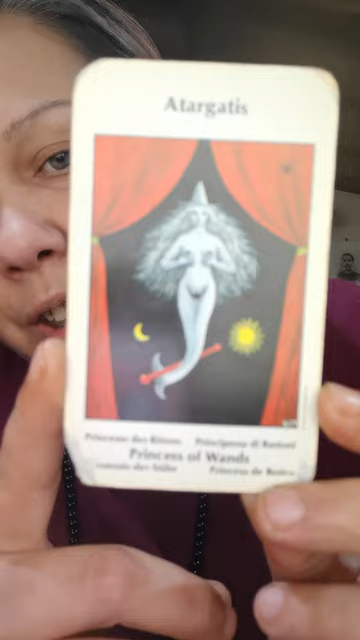 Atargatis
Princesse des Bâtons Principessa di Bastoni
Princess of Wands
der Stäbe Princesa de Bastos